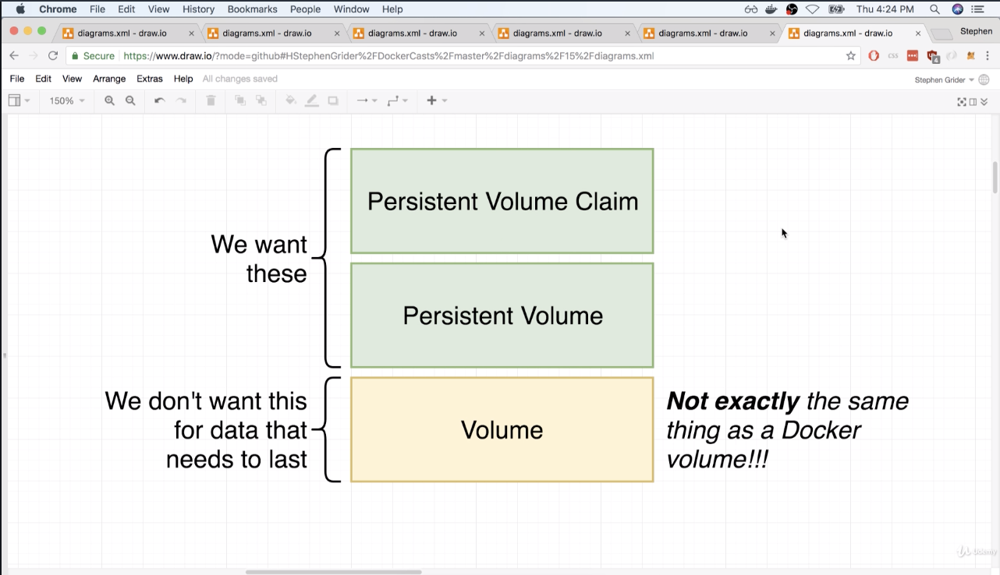 Chrome File Edit View History Bookmarks People Window Help Thu 4:24 PM
diagrams.xml - draw.io diagrams.xml - draw.io diagrams.xml - draw.io diagrams.xml - draw.io diagrams.xml - draw.io diagrams.xml - draw.io Stephen
Secure https://www.draw.io/?mode=github#HStephenGrider%2FDockerCasts%2Fmaster%2Fdiagrams%2F15%2Fdiagrams.xml CSS 4
File Edit View Arrange Extras Help All changes saved Stephen Grider
150%
Persistent Volume Claim
We want
these
Persistent Volume
We don't want this
for data that
needs to last
Volume
Not exactly the same
thing as a Docker
volume!!!
Udemy